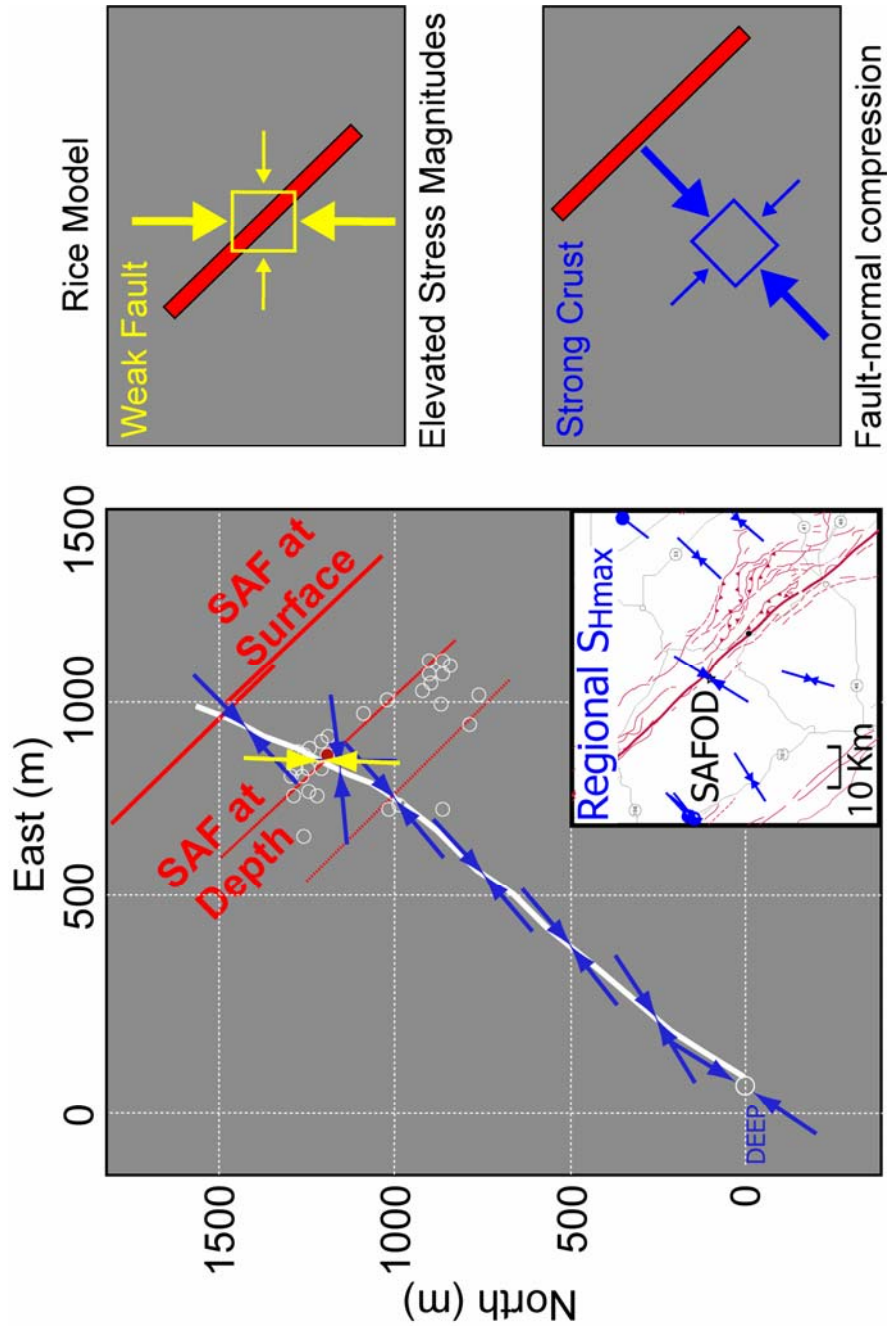 East (m)
0
500
1000
1500
North (m)
1500
1000
500
0
SAF at
Surface
SAF at
Depth
DEEP
Regional SHmax
SAFOD
10 Km
Rice Model
Weak Fault
Elevated Stress Magnitudes
Strong Crust
Fault-normal compression